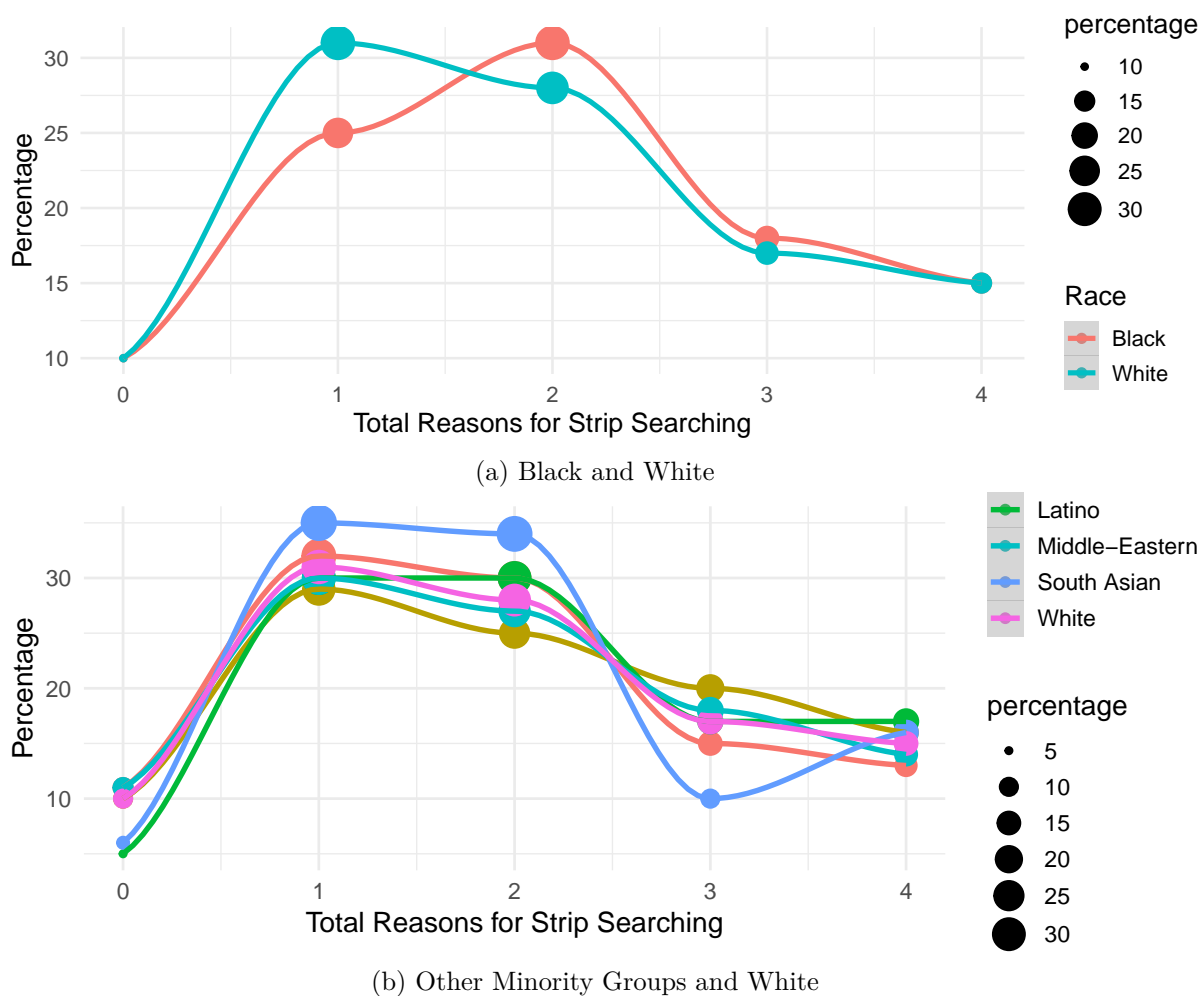 percentage
10
15
20
25
30
Race
Black
White
Percentage
30
25
20
15
10
0 1 2 3 4
Total Reasons for Strip Searching
(a) Black and White
Latino
Middle−Eastern
South Asian
White
percentage
5
10
15
20
25
30
Percentage
30
20
10
0 1 2 3 4
Total Reasons for Strip Searching
(b) Other Minority Groups and White